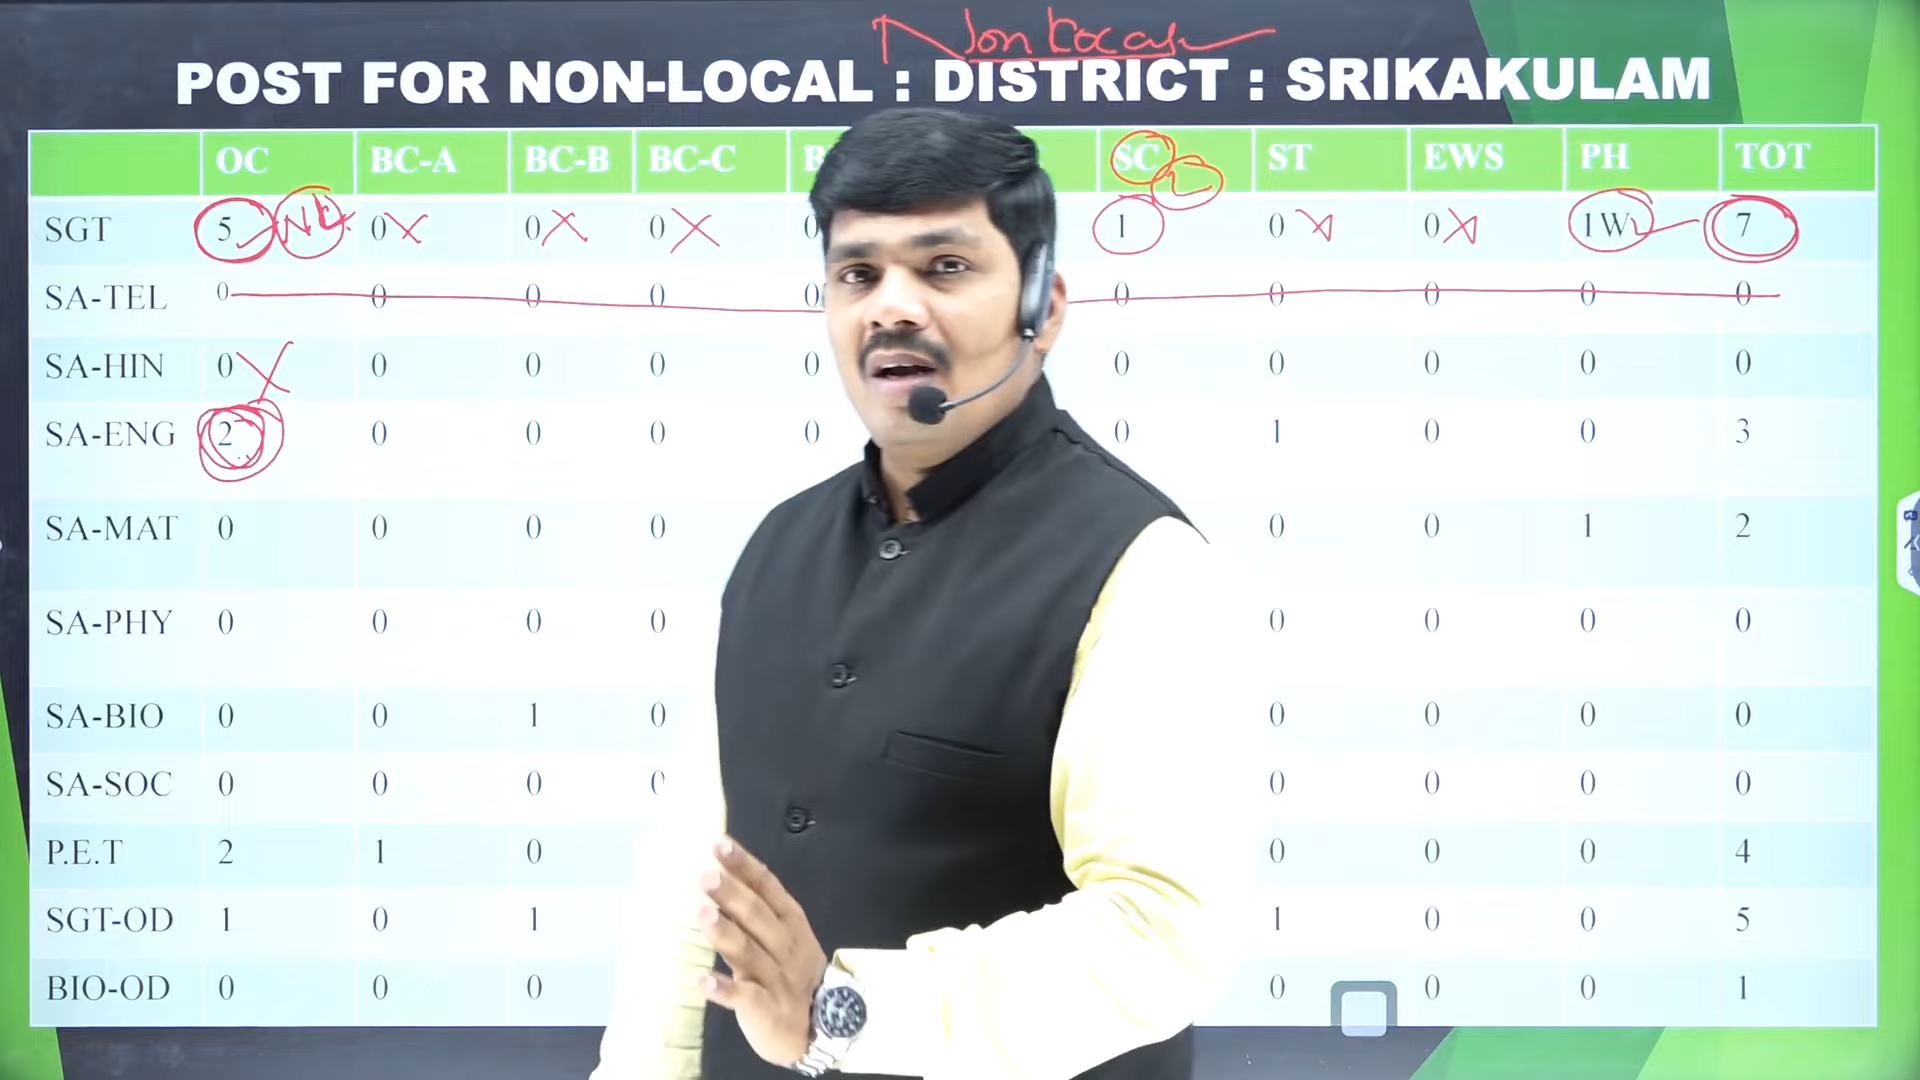 Non Local
POST FOR NON-LOCAL : DISTRICT : SRIKAKULAM
OC BC-A BC-B BC-C B SC L ST EWS PH TOT
SGT 5 NL 0 0 0 0 1 0 0 1W 7
SA-TEL 0 0 0 0 0 0 0 0 0 0
SA-HIN 0 0 0 0 0 0 0 0 0 0
SA-ENG 2 0 0 0 0 0 1 0 0 3
SA-MAT 0 0 0 0 0 0 1 2
SA-PHY 0 0 0 0 0 0 0 0
SA-BIO 0 0 1 0 0 0 0 0
SA-SOC 0 0 0 0 0 0 0 0
P.E.T 2 1 0 0 0 0 4
SGT-OD 1 0 1 1 0 0 5
BIO-OD 0 0 0 0 0 0 1